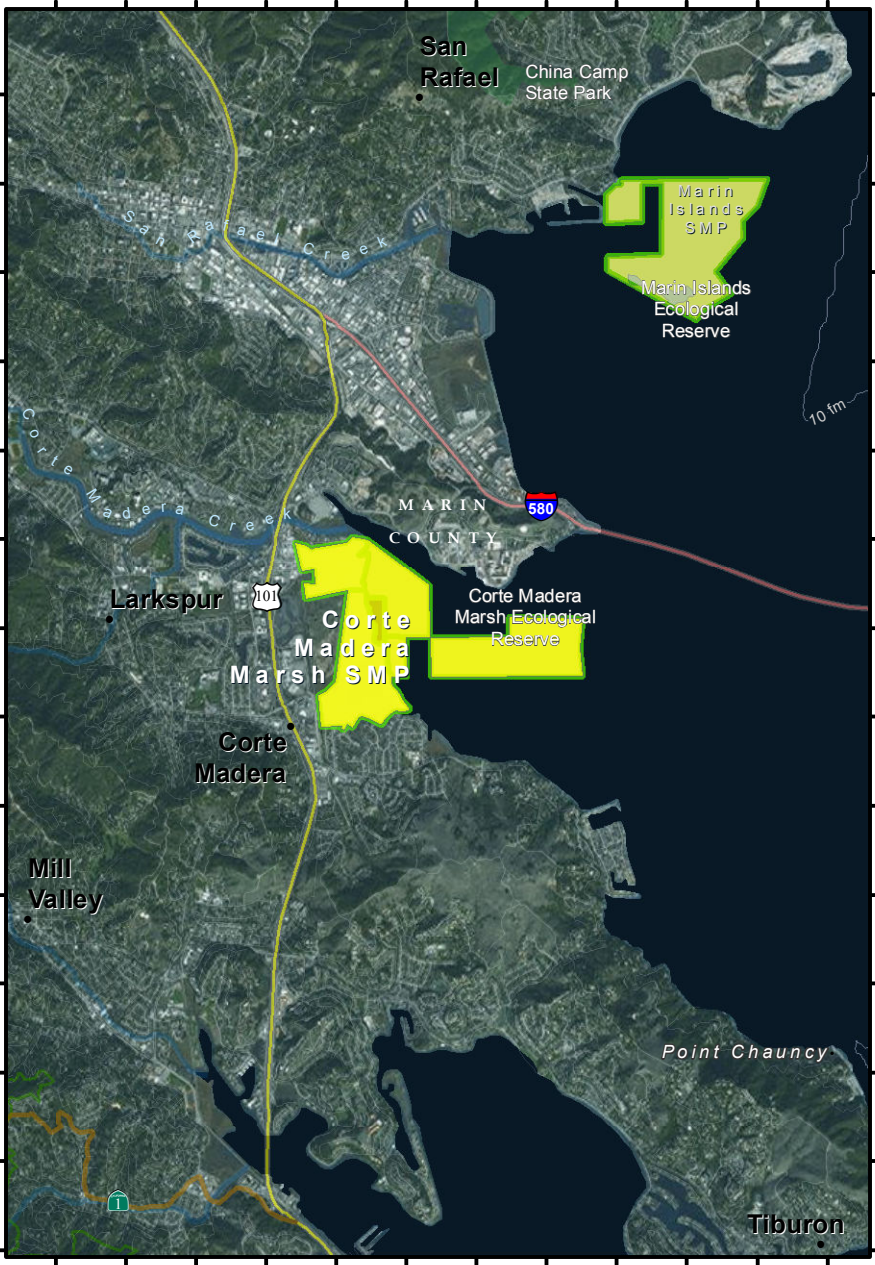 San
Rafael
China Camp
State Park
Marin
Islands
SMP
San Rafael Creek
Marin Islands
Ecological
Reserve
70 fm
Corte Madera Creek
MARIN
COUNTY
580
Larkspur
101
Corte Madera
Marsh Ecological
Reserve
Corte
Madera
Marsh SMP
Corte
Madera
Mill
Valley
Point Chauncy
1
Tiburon